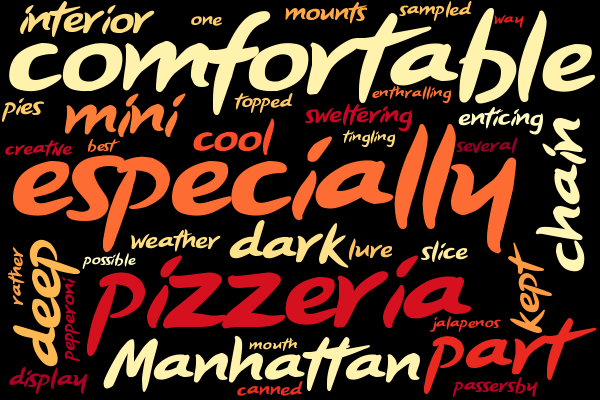 interior
one
mounts
sampled
way
comfortable
enthralling
pies
mini
topped
sweltering
enticing
creative
best
cool
tingling
several
chain
especially
weather
dark
lure
slice
possible
rather
deep
pepperoni
pizzeria
kept
jalapenos
mouth
Manhattan
part
display
canned
passersby